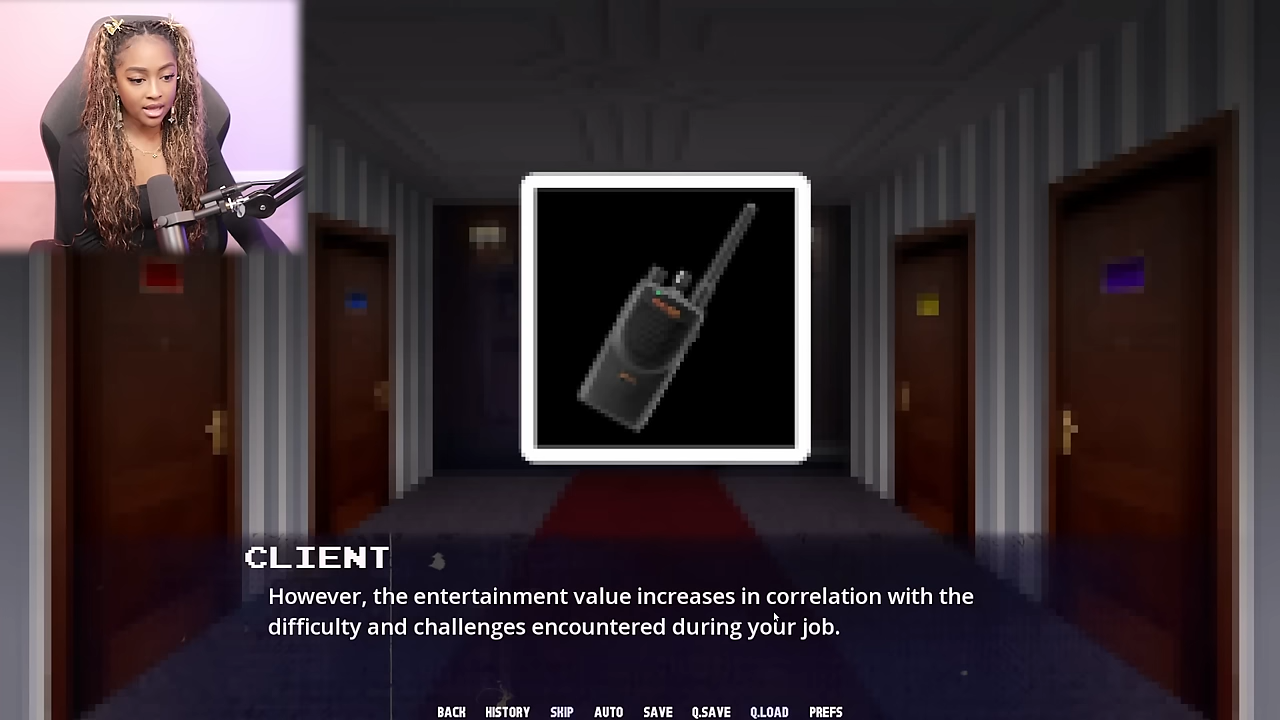 CLIENT
However, the entertainment value increases in correlation with the
difficulty and challenges encountered during your job.
BACK HISTORY SKIP AUTO SAVE Q.SAVE Q.LOAD PREFS